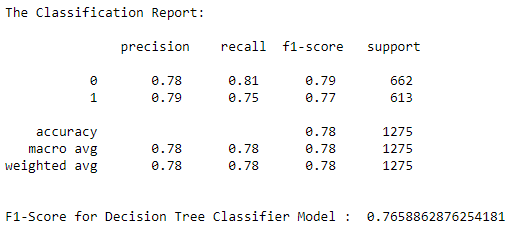 The Classification Report:
precision recall f1-score support
0 0.78 0.81 0.79 662
1 0.79 0.75 0.77 613
accuracy 0.78 1275
macro avg 0.78 0.78 0.78 1275
weighted avg 0.78 0.78 0.78 1275
F1-Score for Decision Tree Classifier Model : 0.7658862876254181